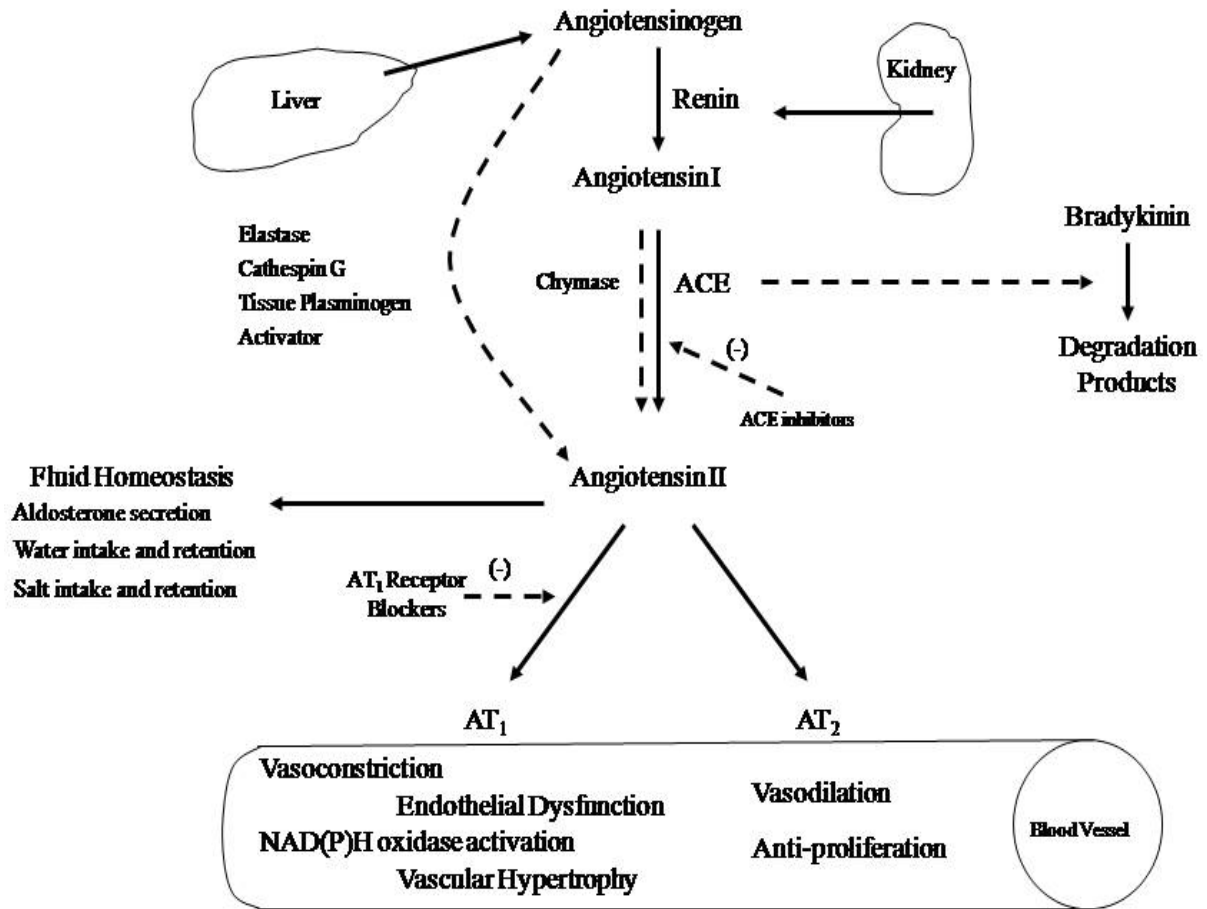 Angiotensinogen
Liver
Kidney
Renin
Angiotensin I
Elastase
Cathespin G
Tissue Plasminogen
Activator
Chymase
ACE
Bradykinin
Degradation
Products
(-)
ACE inhibitors
Angiotensin II
Fluid Homeostasis
Aldosterone secretion
Water intake and retention
Salt intake and retention
AT₁ Receptor
Blockers
(-)
AT₁
AT₂
Vasoconstriction
Endothelial Dysfunction
NAD(P)H oxidase activation
Vascular Hypertrophy
Vasodilation
Anti-proliferation
Blood Vessel